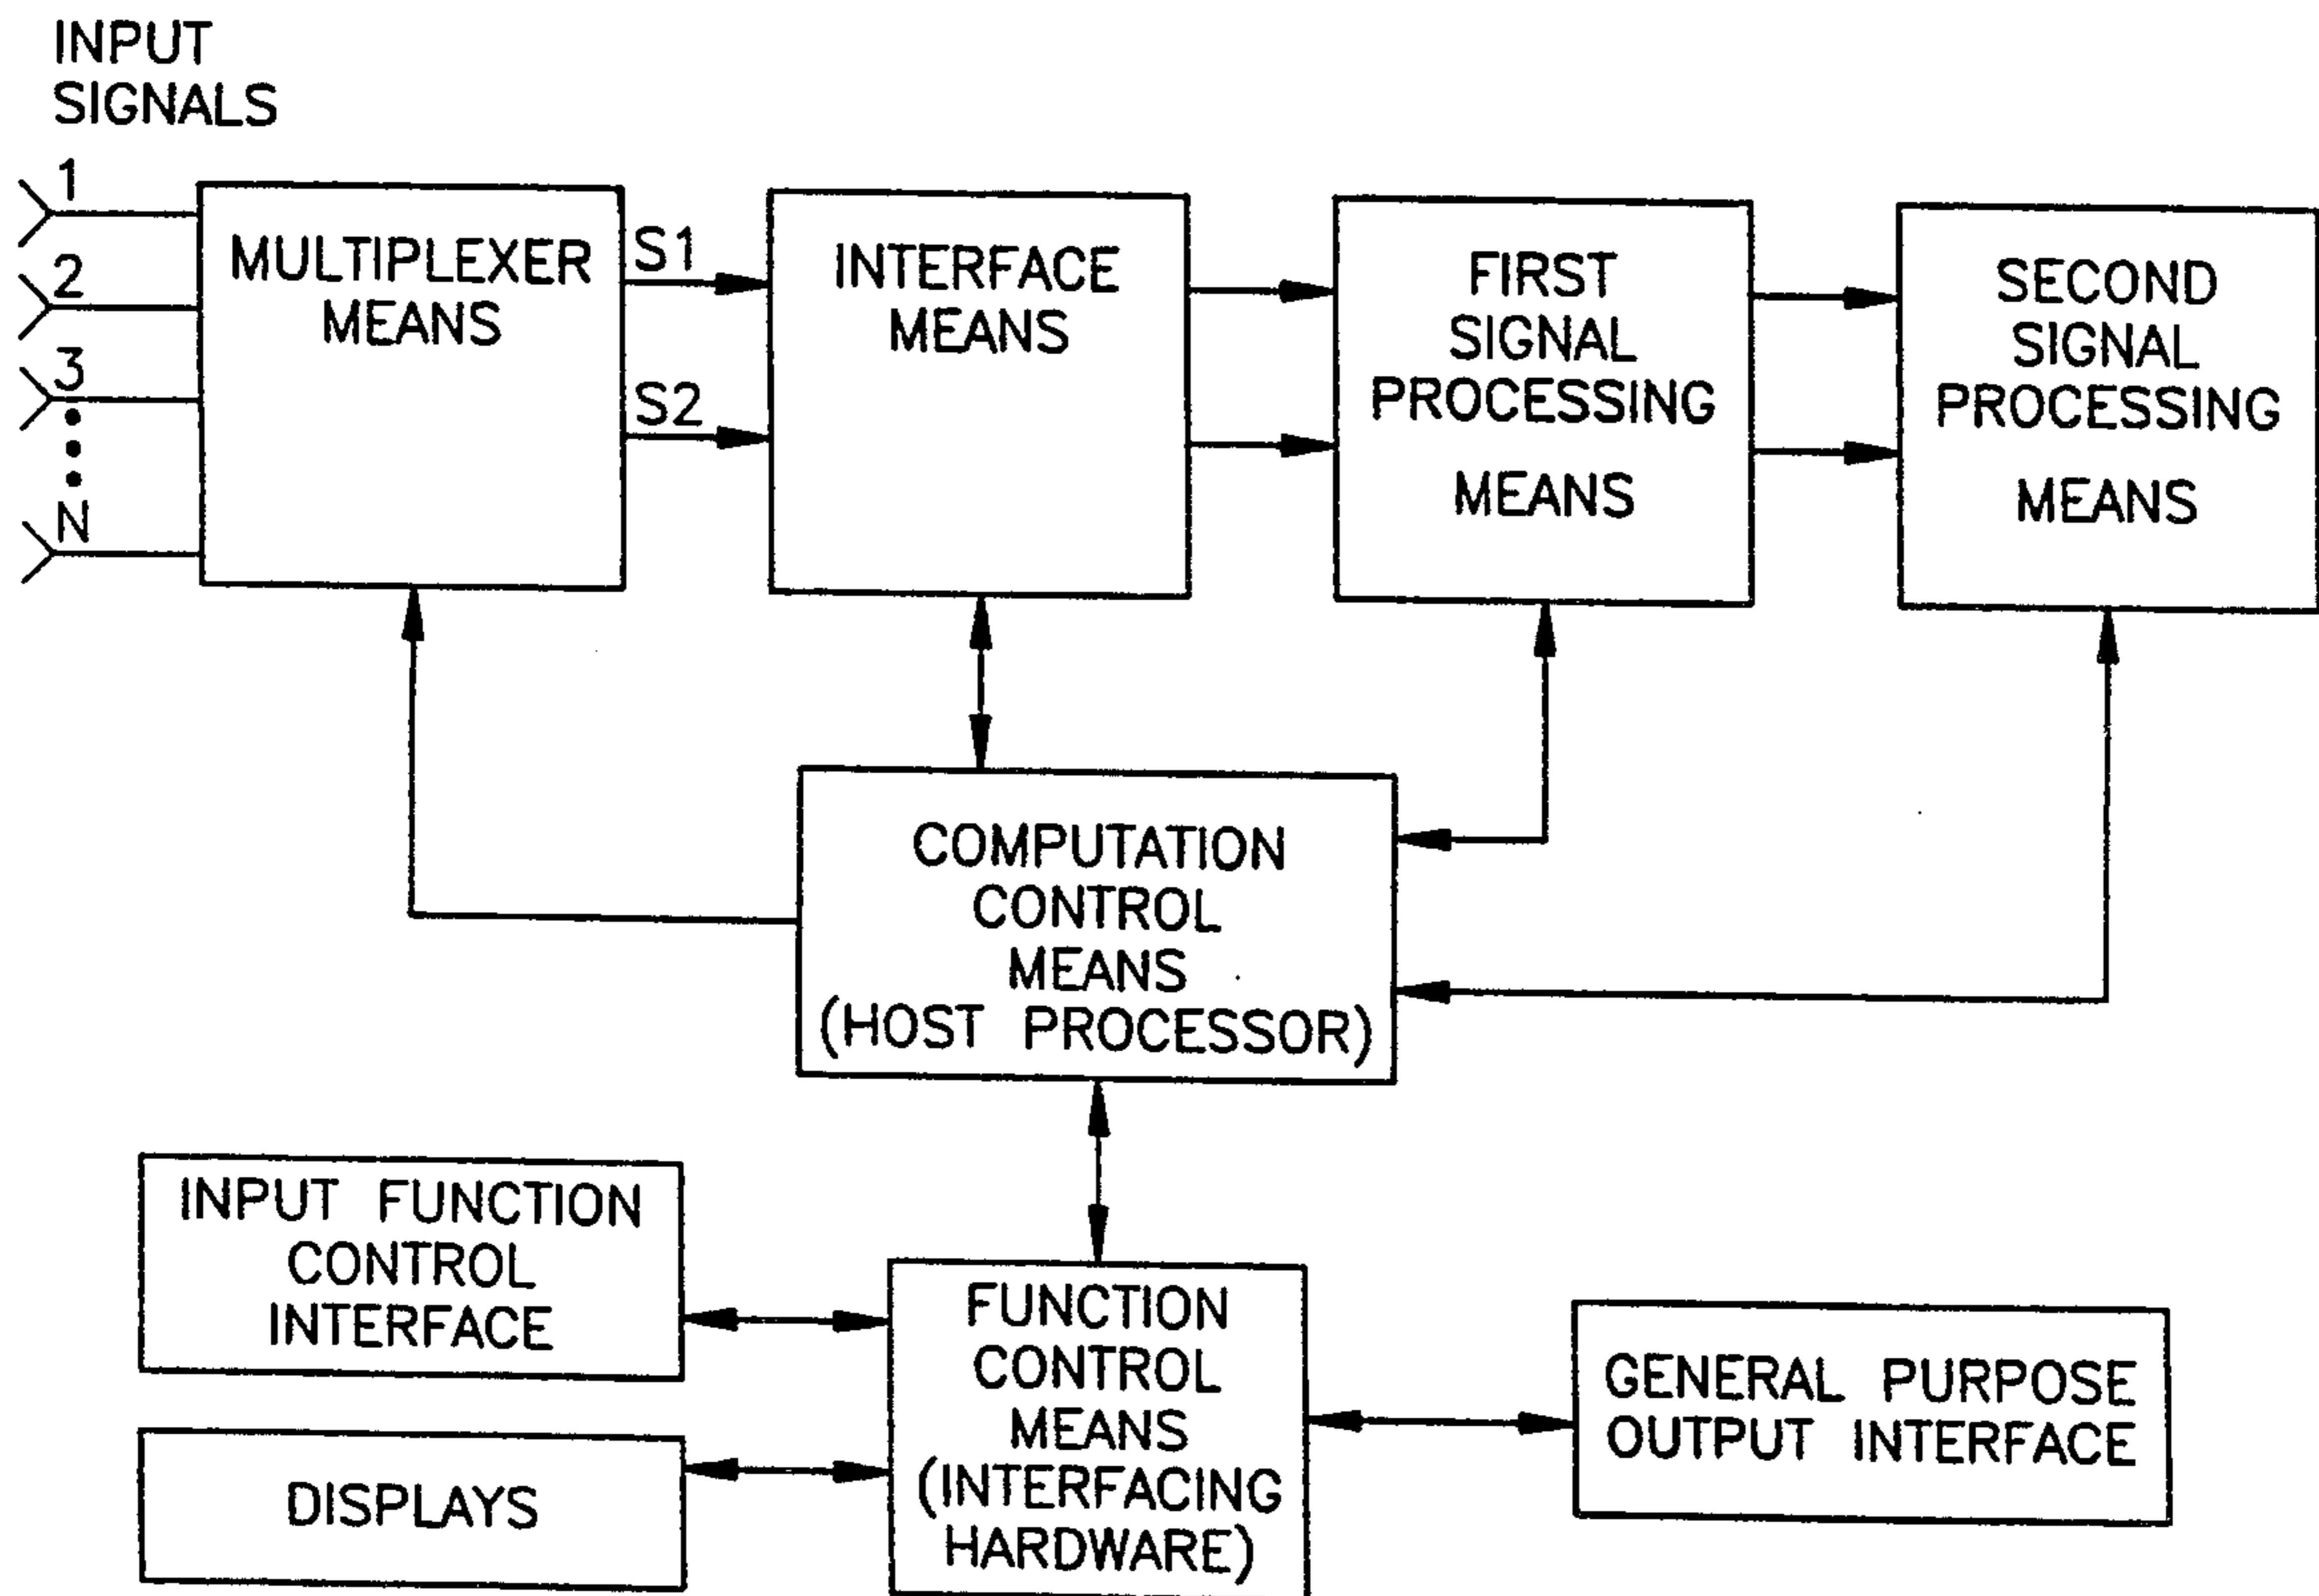 INPUT
SIGNALS
1
2
3
N
MULTIPLEXER
MEANS
S1
S2
INTERFACE
MEANS
FIRST
SIGNAL
PROCESSING
MEANS
SECOND
SIGNAL
PROCESSING
MEANS
COMPUTATION
CONTROL
MEANS
(HOST PROCESSOR)
INPUT FUNCTION
CONTROL
INTERFACE
DISPLAYS
FUNCTION
CONTROL
MEANS
(INTERFACING
HARDWARE)
GENERAL PURPOSE
OUTPUT INTERFACE